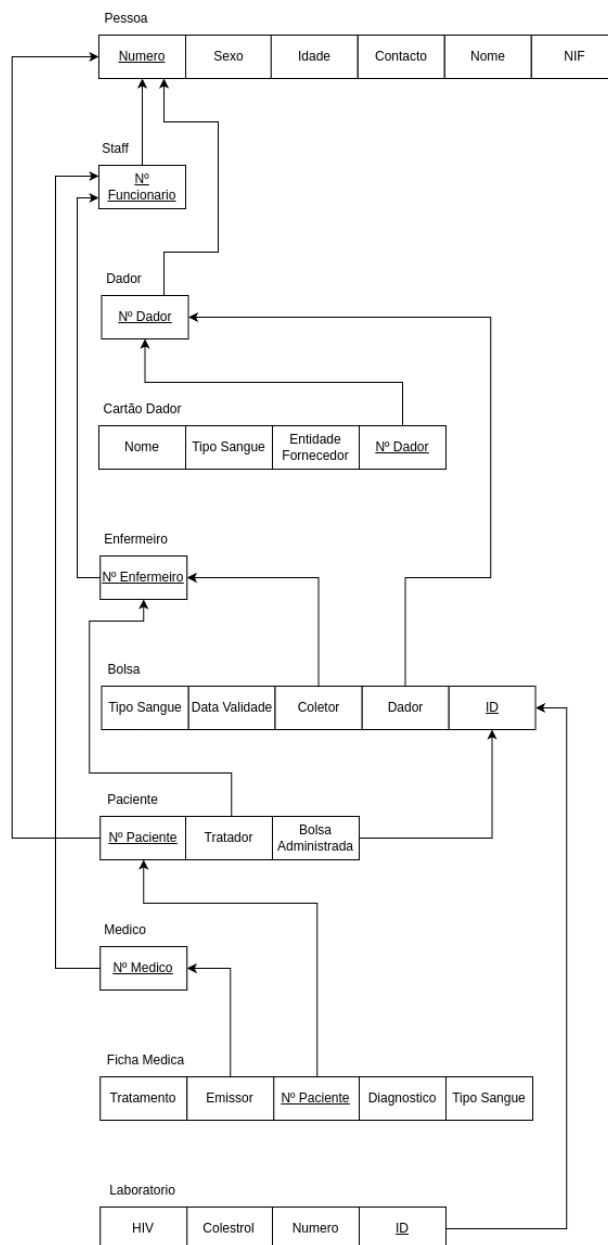 Pessoa
Numero Sexo Idade Contacto Nome NIF
Staff
Nº
Funcionario
Dador
Nº Dador
Cartão Dador
Nome Tipo Sangue Entidade Fornecedor Nº Dador
Enfermeiro
Nº Enfermeiro
Bolsa
Tipo Sangue Data Validade Coletor Dador ID
Paciente
Nº Paciente Tratador Bolsa Administrada
Medico
Nº Medico
Ficha Medica
Tratamento Emissor Nº Paciente Diagnostico Tipo Sangue
Laboratorio
HIV Colestrol Numero ID